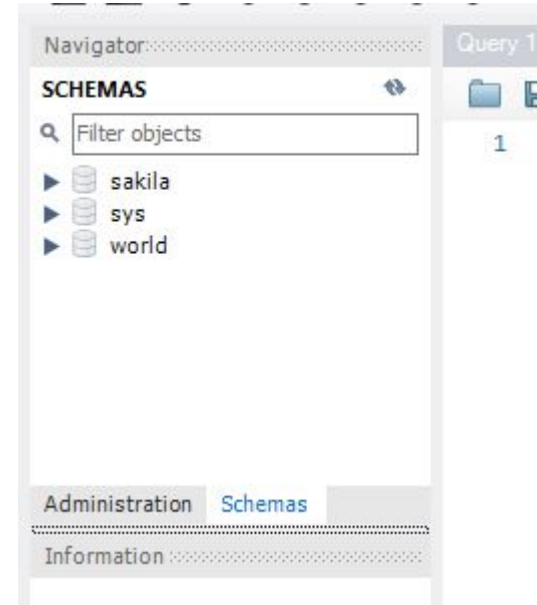 Navigator
Query 1
SCHEMAS
Filter objects
1
sakila
sys
world
Administration Schemas
Information